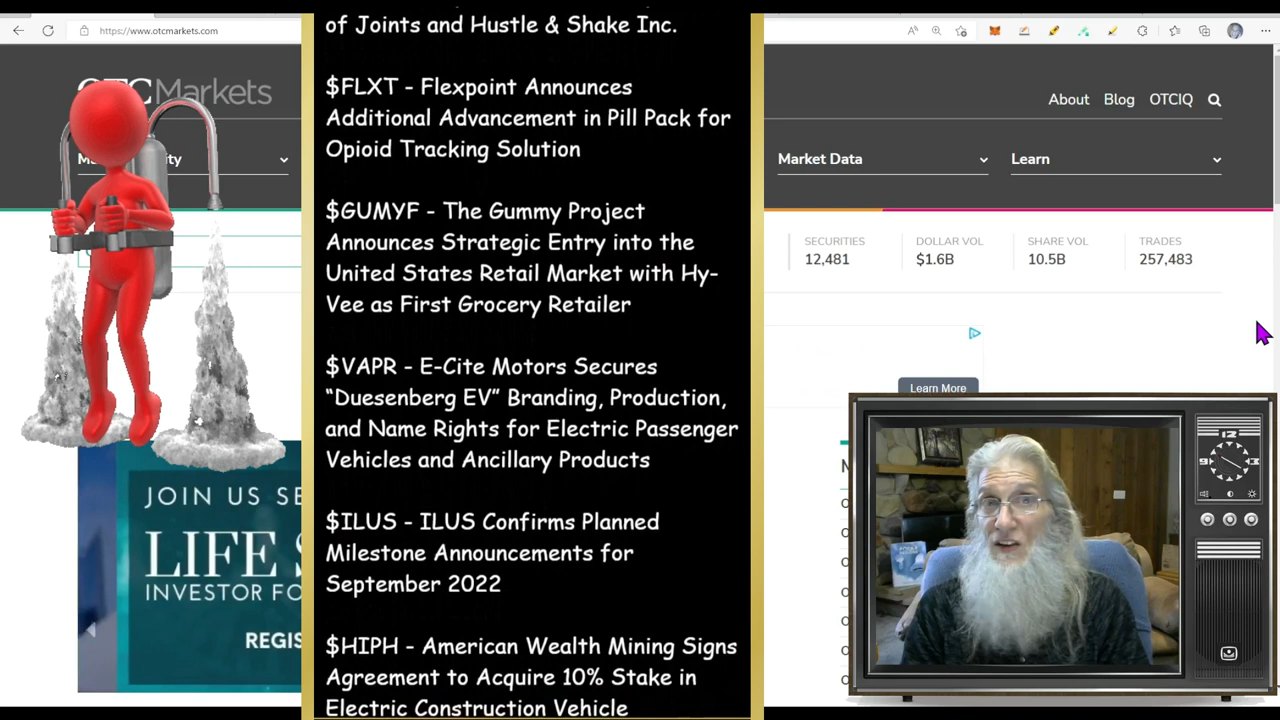 https://www.otcmarkets.com
OTCMarkets
About
Blog
OTCIQ
Market Data
Learn
SECURITIES
12,481
DOLLAR VOL
$1.6B
SHARE VOL
10.5B
TRADES
257,483
Learn More
of Joints and Hustle & Shake Inc.
$FLXT - Flexpoint Announces
Additional Advancement in Pill Pack for
Opioid Tracking Solution
$GUMYF - The Gummy Project
Announces Strategic Entry into the
United States Retail Market with Hy-
Vee as First Grocery Retailer
$VAPR - E-Cite Motors Secures
“Duesenberg EV” Branding, Production,
and Name Rights for Electric Passenger
Vehicles and Ancillary Products
$ILUS - ILUS Confirms Planned
Milestone Announcements for
September 2022
$HIPH - American Wealth Mining Signs
Agreement to Acquire 10% Stake in
Electric Construction Vehicle
JOIN US
LIFE
INVESTOR
12
9
3